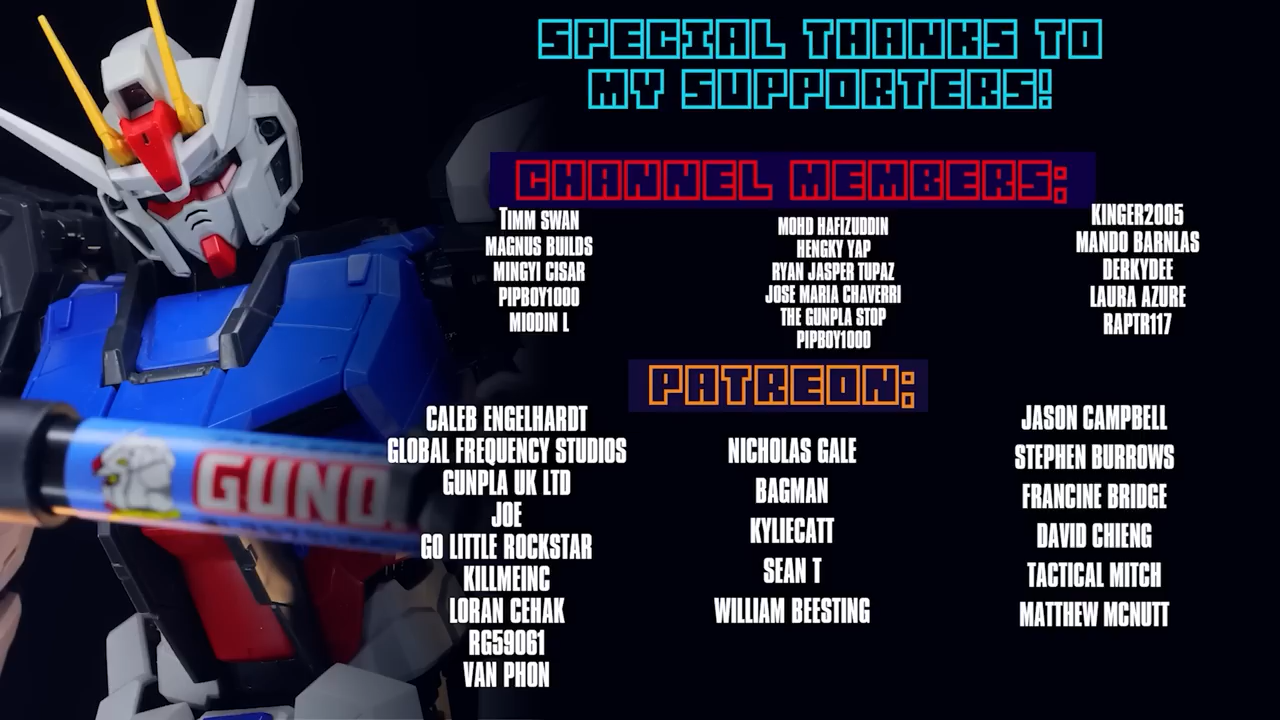 SPECIAL THANKS TO
MY SUPPORTERS!
CHANNEL MEMBERS:
TIMM SWAN
MAGNUS BUILDS
MINGYI CISAR
PIPBOY1000
MIODIN L
MOHD HAFIZUDDIN
HENGKY YAP
RYAN JASPER TUPAZ
JOSE MARIA CHAVERRI
THE GUNPLA STOP
PIPBOY1000
KINGER2005
MANDO BARNLAS
DERKYDEE
LAURA AZURE
RAPTR117
PATREON:
CALEB ENGELHARDT
GLOBAL FREQUENCY STUDIOS
GUNPLA UK LTD
JOE
GO LITTLE ROCKSTAR
KILLMEINC
LORAN CEHAK
RG59061
VAN PHON
NICHOLAS GALE
BAGMAN
KYLIECATT
SEAN T
WILLIAM BEESTING
JASON CAMPBELL
STEPHEN BURROWS
FRANCINE BRIDGE
DAVID CHIENG
TACTICAL MITCH
MATTHEW MCNUTT
GUND